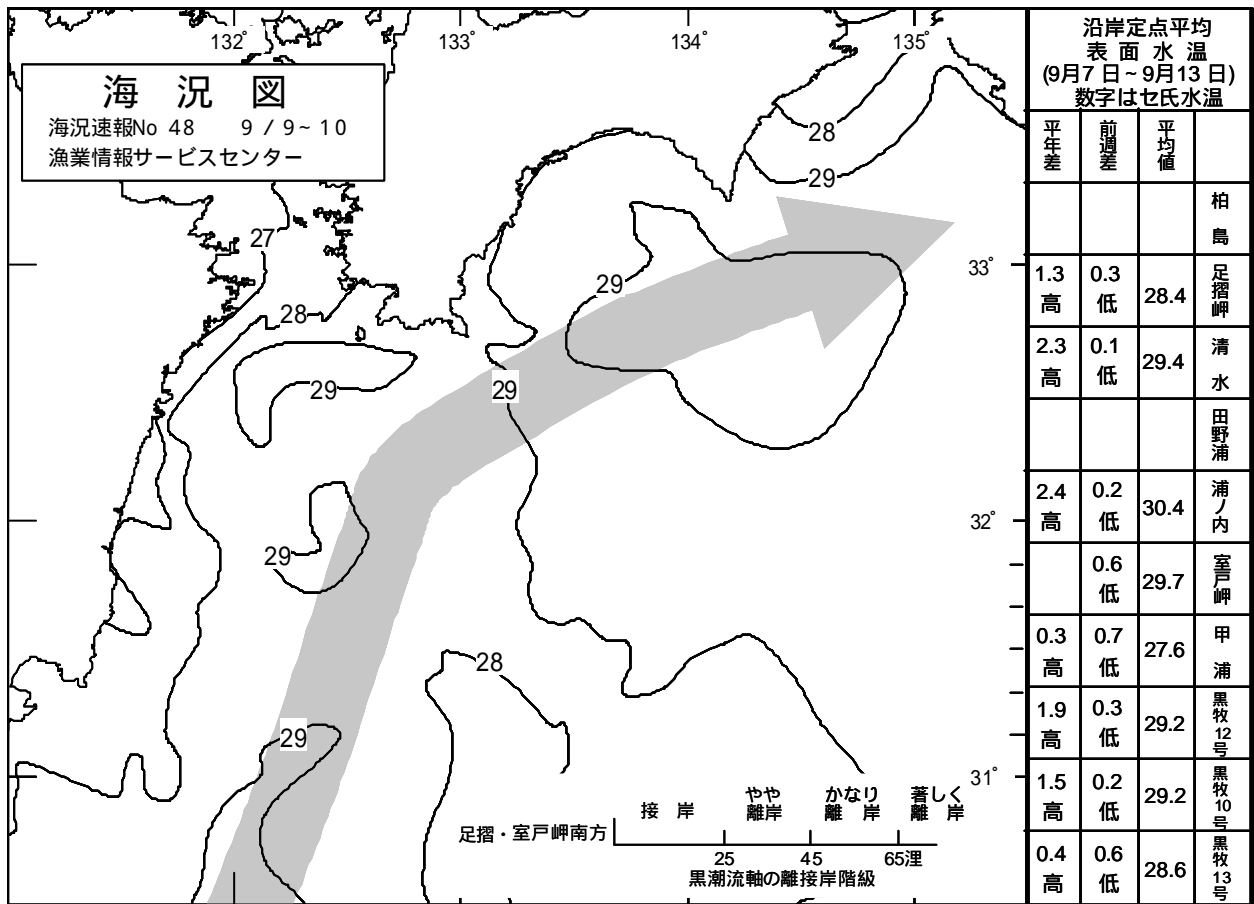 132°
133°
134°
135°
海 況 図
海況速報No 48 9 / 9~ 10
漁業情報サービスセンター
28
29
27
33°
29
28
29
29
32°
29
28
29
31°
接 岸
やや
離岸
かなり
離 岸
著しく
離 岸
足摺・室戸岬南方
25 45 65浬
黒潮流軸の離接岸階級
沿岸定点平均
表 面 水 温
(9月7 日~ 9月13 日)
数字はセ氏水温
平年差 前週差 平均値
柏島
1.3高 0.3低 28.4 足摺岬
2.3高 0.1低 29.4 清水
田野浦
2.4高 0.2低 30.4 浦ノ内
0.6低 29.7 室戸岬
0.3高 0.7低 27.6 甲浦
1.9高 0.3低 29.2 黒牧12号
1.5高 0.2低 29.2 黒牧10号
0.4高 0.6低 28.6 黒牧13号